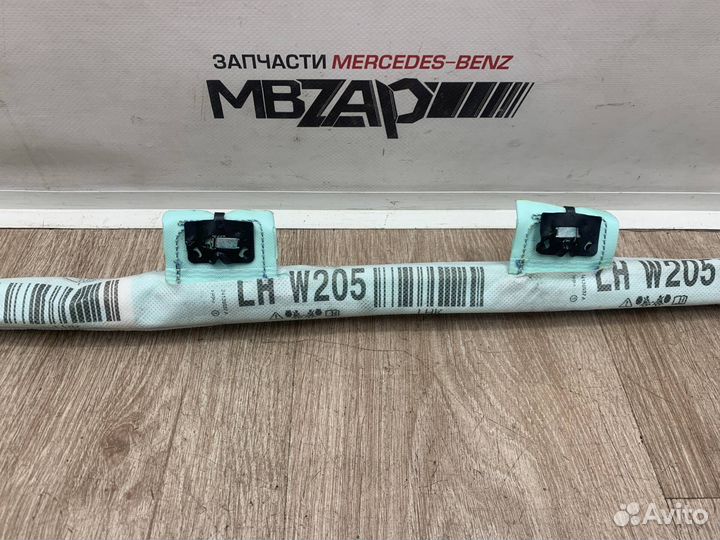 ЗАПЧАСТИ MERCEDES-BENZ
MBZAP
LH W205
LH W205
Avito